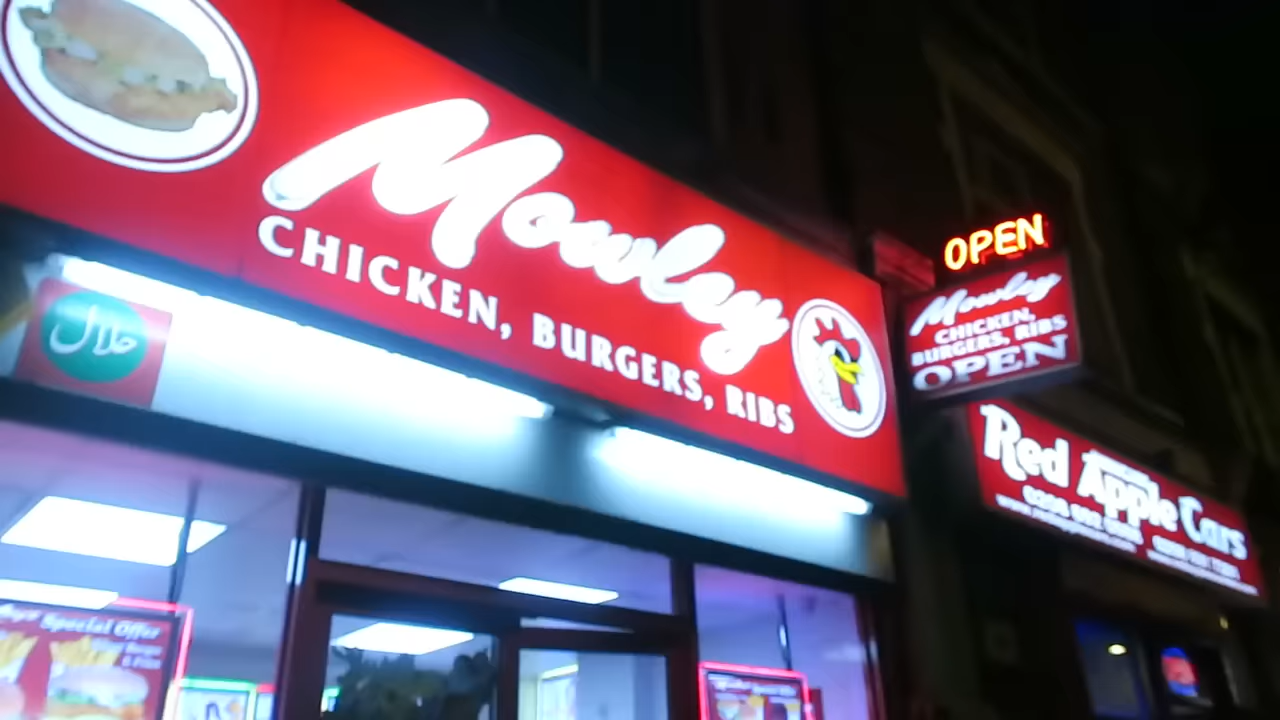 Mowley
CHICKEN, BURGERS, RIBS
حلال
OPEN
Mowley
CHICKEN,
BURGERS, RIBS
OPEN
Red Apple Cars
Special Offer